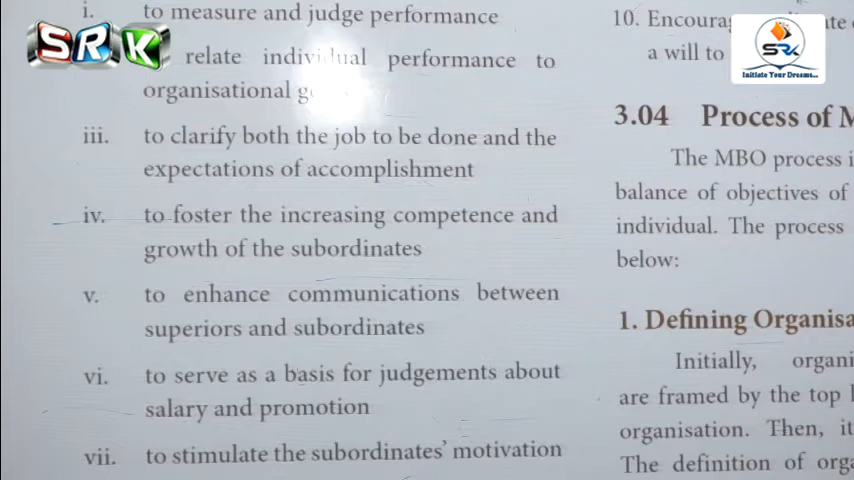 i. to measure and judge performance
SRK
relate individual performance to
organisational
iii. to clarify both the job to be done and the
expectations of accomplishment
iv. to foster the increasing competence and
growth of the subordinates
v. to enhance communications between
superiors and subordinates
vi. to serve as a basis for judgements about
salary and promotion
vii. to stimulate the subordinates' motivation
10.
a will to
SRK
Initiate Your Dreams...
3.04 Process of
The MBO process
balance of objectives of
individual. The process
below:
1. Defining
Initially,
are framed by the top
organisation. Then, it
The definition of